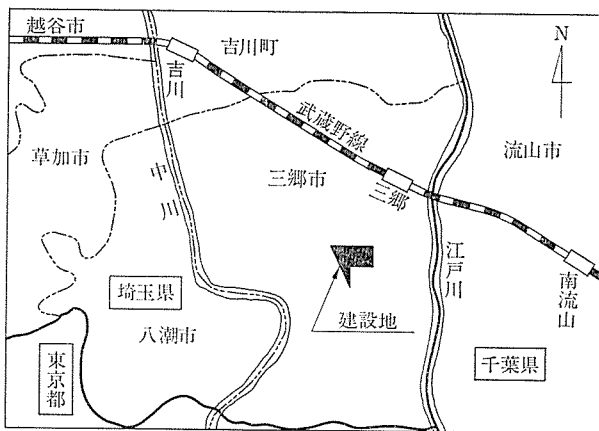 越谷市
吉川町
N
吉川
武蔵野線
流山市
草加市
中川
三郷市
三郷
江戸川
南流山
埼玉県
建設地
八潮市
千葉県
東京都